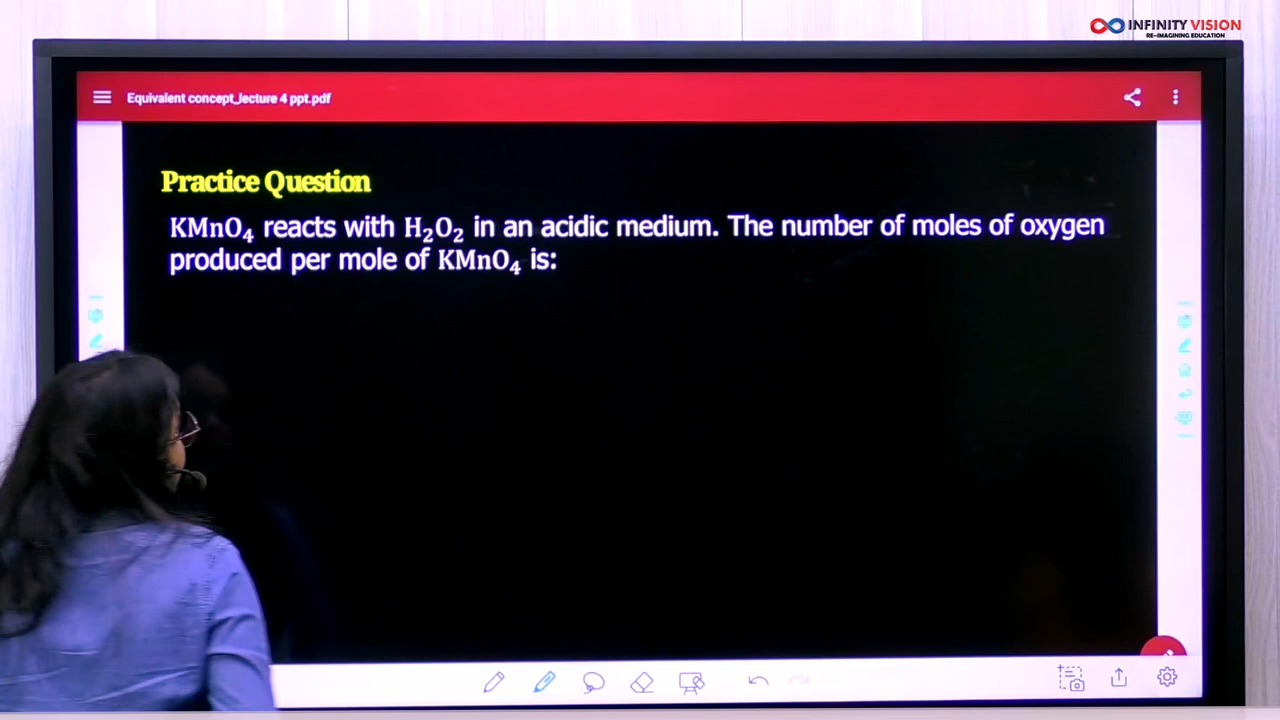 INFINITY VISION
RE-IMAGINING EDUCATION
Equivalent concept_lecture 4 ppt.pdf
Practice Question
KMnO₄ reacts with H₂O₂ in an acidic medium. The number of moles of oxygen
produced per mole of KMnO₄ is: